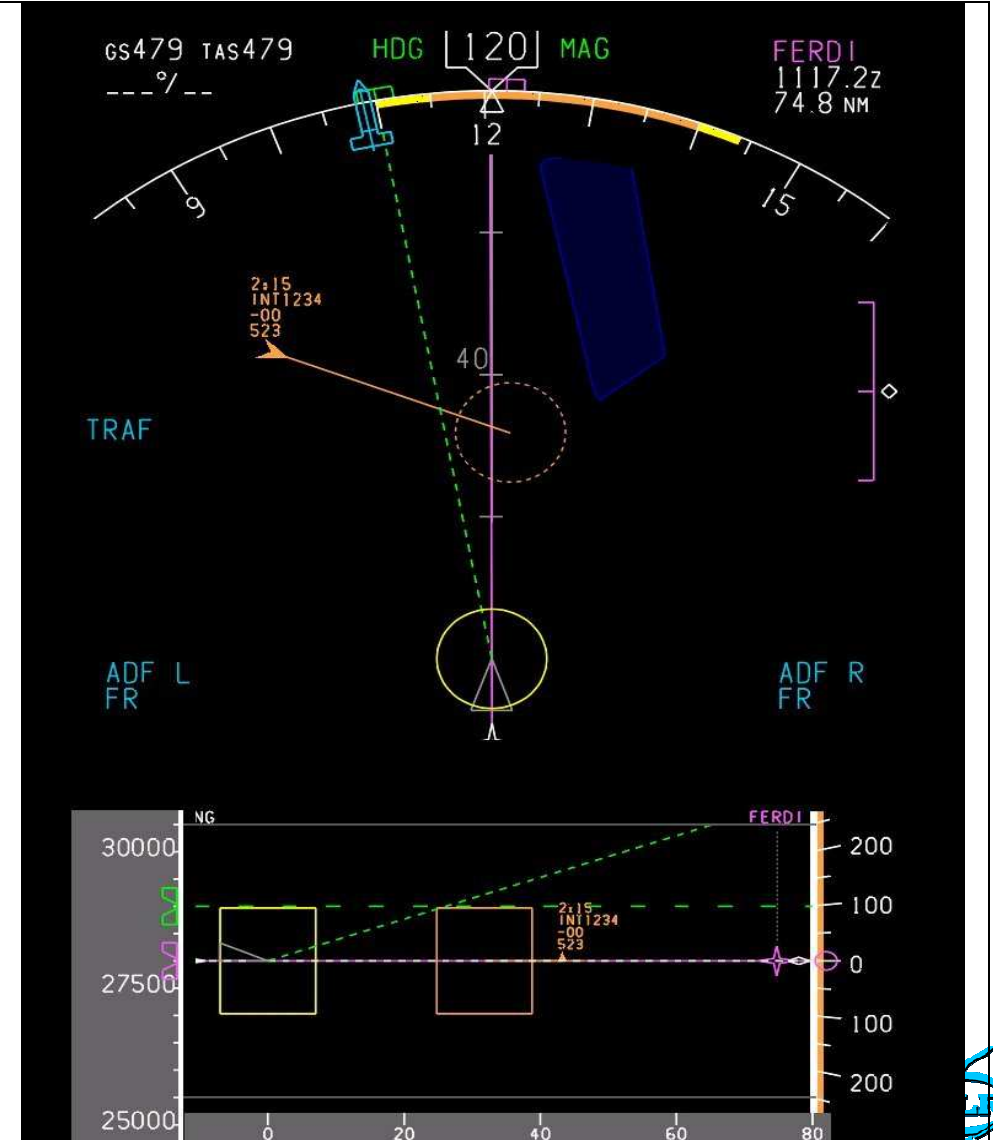 GS479 TAS479
HDG 120 MAG
FERDI
---°/--
1117.2Z
74.8 NM
12
9
15
2:15
INT1234
-00
523
40
TRAF
ADF L
FR
ADF R
FR
NG
FERDI
30000
200
100
2:15
INT1234
-00
523
0
27500
100
200
25000
0 20 40 60 80